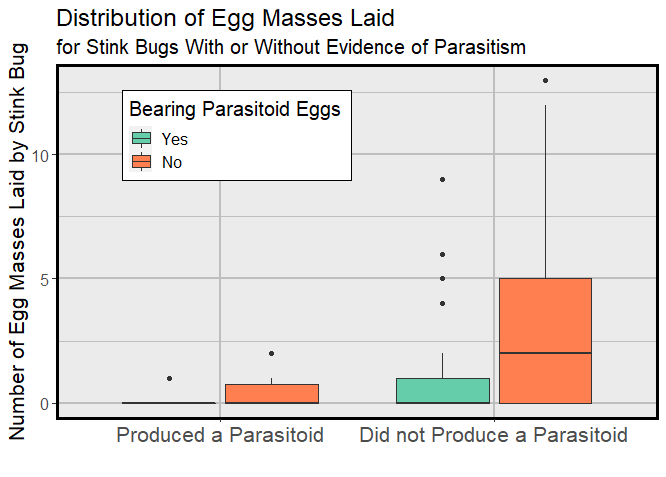 Distribution of Egg Masses Laid
for Stink Bugs With or Without Evidence of Parasitism
Number of Egg Masses Laid by Stink Bug
Bearing Parasitoid Eggs
Yes
No
10
5
0
Produced a Parasitoid
Did not Produce a Parasitoid